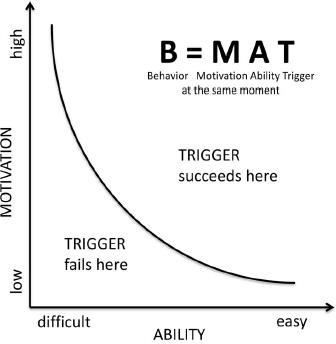 high
B = M A T
Behavior Motivation Ability Trigger
at the same moment
MOTIVATION
TRIGGER
succeeds here
TRIGGER
fails here
low
difficult
easy
ABILITY